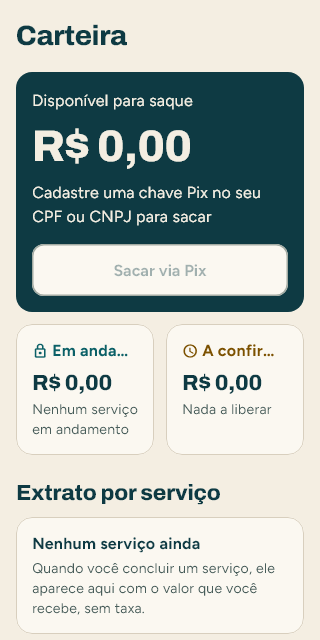 Carteira
Disponível para saque
R$ 0,00
Cadastre uma chave Pix no seu
CPF ou CNPJ para sacar
Sacar via Pix
Em anda...
R$ 0,00
Nenhum serviço
em andamento
A confir...
R$ 0,00
Nada a liberar
Extrato por serviço
Nenhum serviço ainda
Quando você concluir um serviço, ele
aparece aqui com o valor que você
recebe, sem taxa.